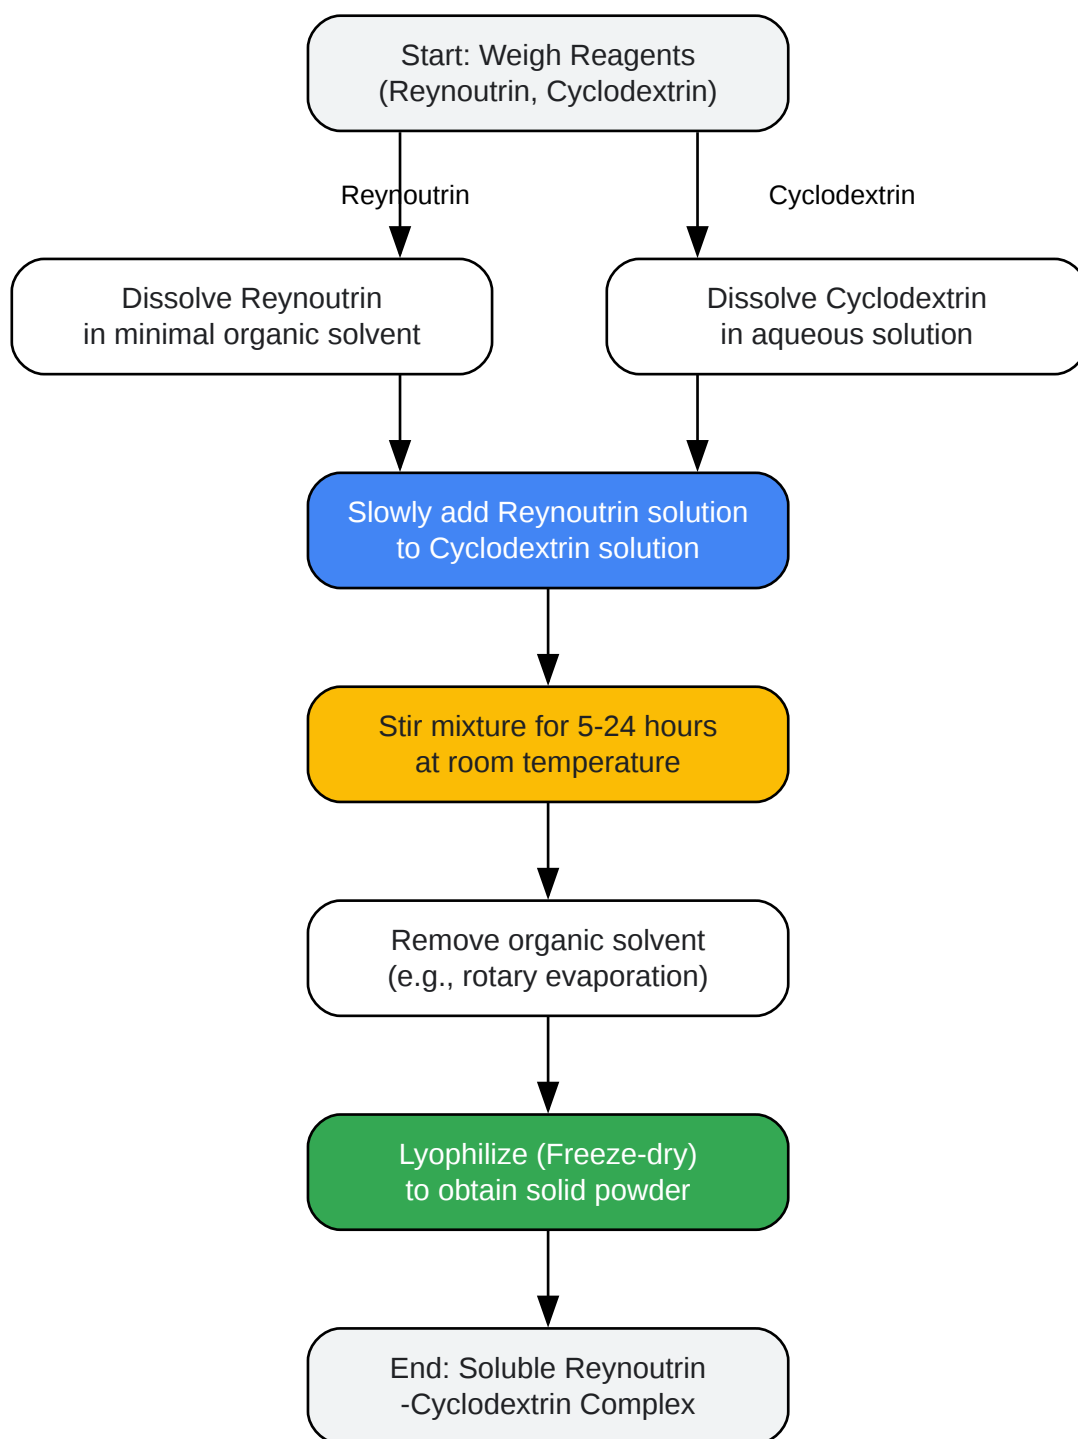 Start: Weigh Reagents
(Reynoutrin, Cyclodextrin)
Reynoutrin
Cyclodextrin
Dissolve Reynoutrin
in minimal organic solvent
Dissolve Cyclodextrin
in aqueous solution
Slowly add Reynoutrin solution
to Cyclodextrin solution
Stir mixture for 5-24 hours
at room temperature
Remove organic solvent
(e.g., rotary evaporation)
Lyophilize (Freeze-dry)
to obtain solid powder
End: Soluble Reynoutrin
-Cyclodextrin Complex